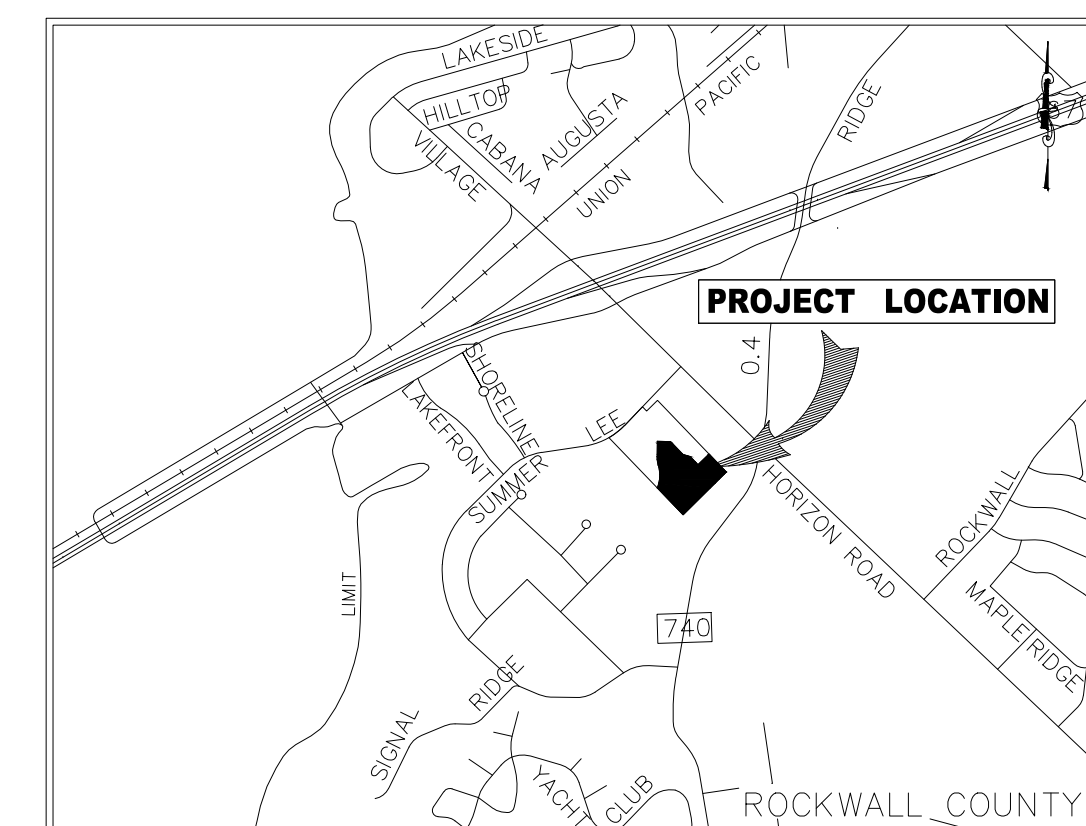 LAKESIDE
HILLTOP
CABANA
AUGUSTA
VILLAGE
UNION PACIFIC
RIDGE
PROJECT LOCATION
0.4
SHORELINE
LAKEFRONT
LEE
SUMMER
HORIZON ROAD
ROCKWALL
MAPLE RIDGE
LIMIT
740
SIGNAL RIDGE
YACHT CLUB
ROCKWALL COUNTY